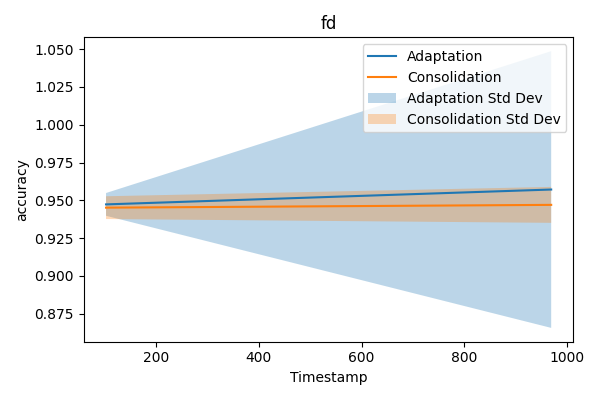 fd
Adaptation
Consolidation
Adaptation Std Dev
Consolidation Std Dev
accuracy
1.050
1.025
1.000
0.975
0.950
0.925
0.900
0.875
200 400 600 800 1000
Timestamp